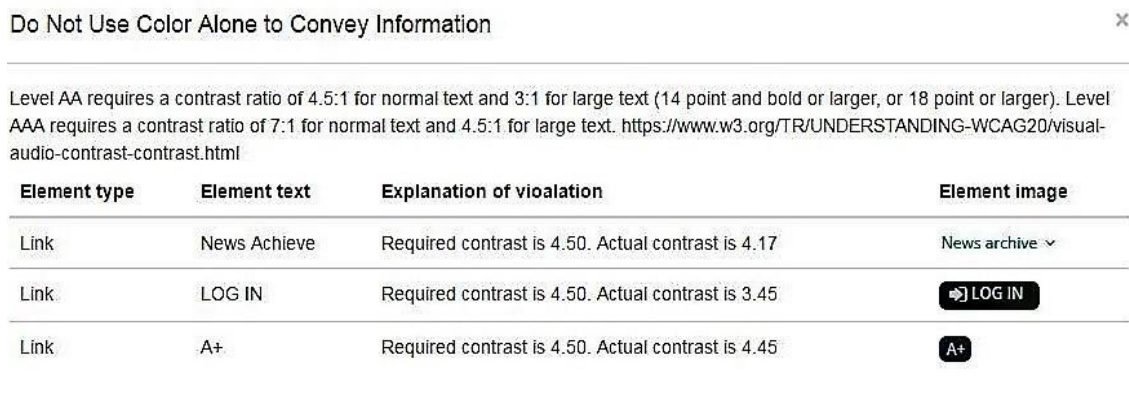 Do Not Use Color Alone to Convey Information ×
Level AA requires a contrast ratio of 4.5:1 for normal text and 3:1 for large text (14 point and bold or larger, or 18 point or larger). Level
AAA requires a contrast ratio of 7:1 for normal text and 4.5:1 for large text. https://www.w3.org/TR/UNDERSTANDING-WCAG20/visual-
audio-contrast-contrast.html
Element type Element text Explanation of vioalation Element image
Link News Achieve Required contrast is 4.50. Actual contrast is 4.17 News archive
Link LOG IN Required contrast is 4.50. Actual contrast is 3.45 LOG IN
Link A+ Required contrast is 4.50. Actual contrast is 4.45 A+